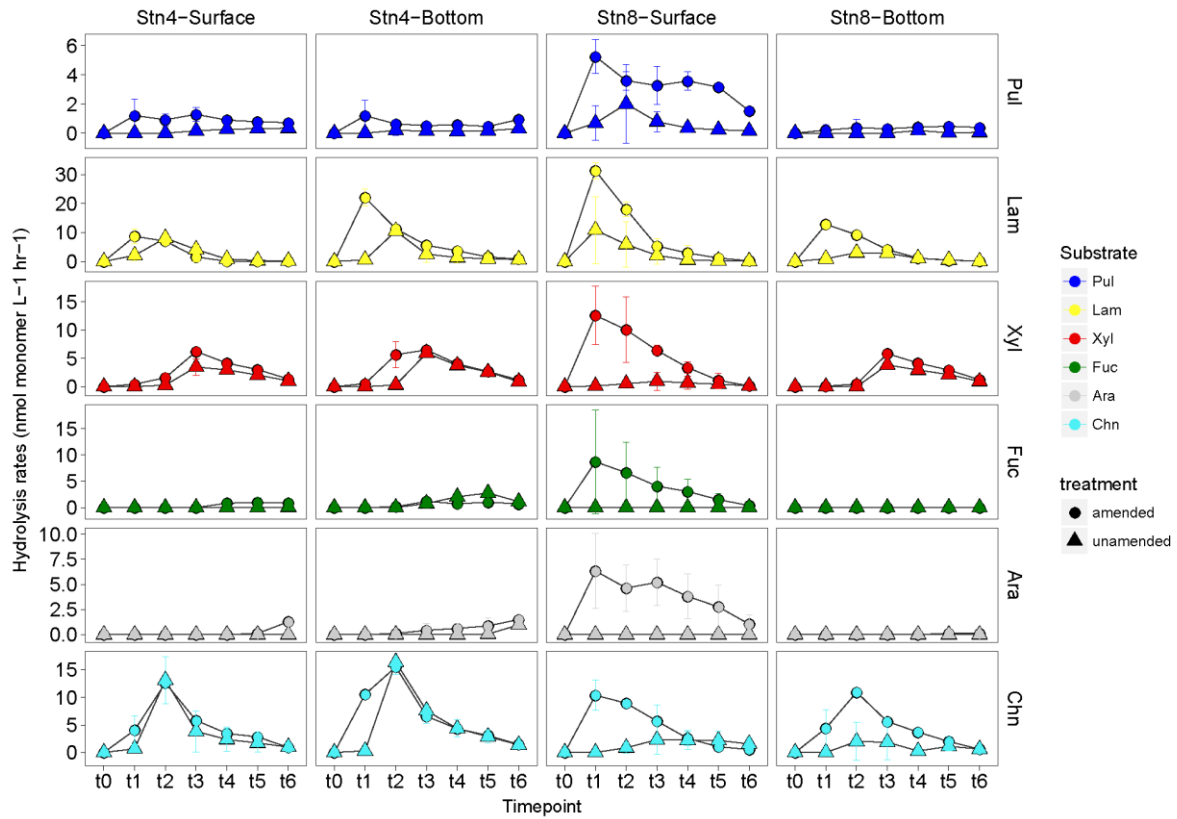 Stn4−Surface Stn4−Bottom Stn8−Surface Stn8−Bottom
Hydrolysis rates (nmol monomer L−1 hr−1)
6
4
2
0
Pul
30
20
10
0
Lam
15
10
5
0
Xyl
15
10
5
0
Fuc
10.0
7.5
5.0
2.5
0.0
Ara
15
10
5
0
Chn
t0 t1 t2 t3 t4 t5 t6 t0 t1 t2 t3 t4 t5 t6 t0 t1 t2 t3 t4 t5 t6 t0 t1 t2 t3 t4 t5 t6
Timepoint
Substrate
Pul
Lam
Xyl
Fuc
Ara
Chn
treatment
amended
unamended